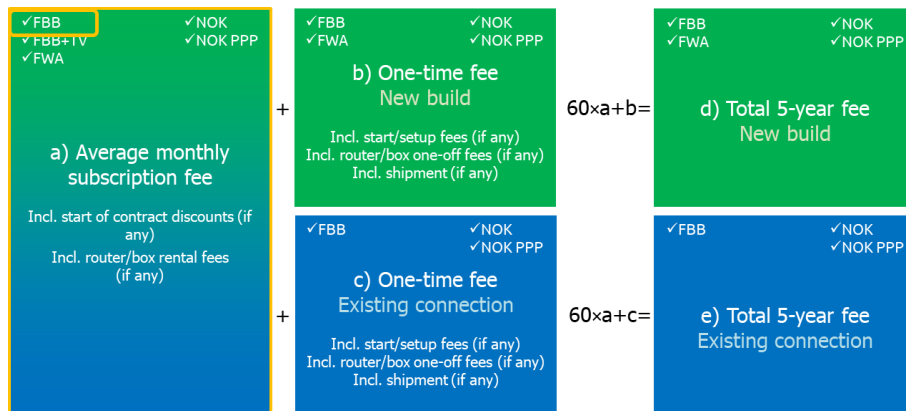 ✓FBB ✓NOK
✓FBB+TV ✓NOK PPP
✓FWA
a) Average monthly
subscription fee
Incl. start of contract discounts (if
any)
Incl. router/box rental fees
(if any)
+
✓FBB ✓NOK
✓FWA ✓NOK PPP
b) One-time fee
New build
Incl. start/setup fees (if any)
Incl. router/box one-off fees (if any)
Incl. shipment (if any)
60×a+b=
✓FBB ✓NOK
✓FWA ✓NOK PPP
d) Total 5-year fee
New build
+
✓FBB ✓NOK
✓NOK PPP
c) One-time fee
Existing connection
Incl. start/setup fees (if any)
Incl. router/box one-off fees (if any)
Incl. shipment (if any)
60×a+c=
✓FBB ✓NOK
✓NOK PPP
e) Total 5-year fee
Existing connection